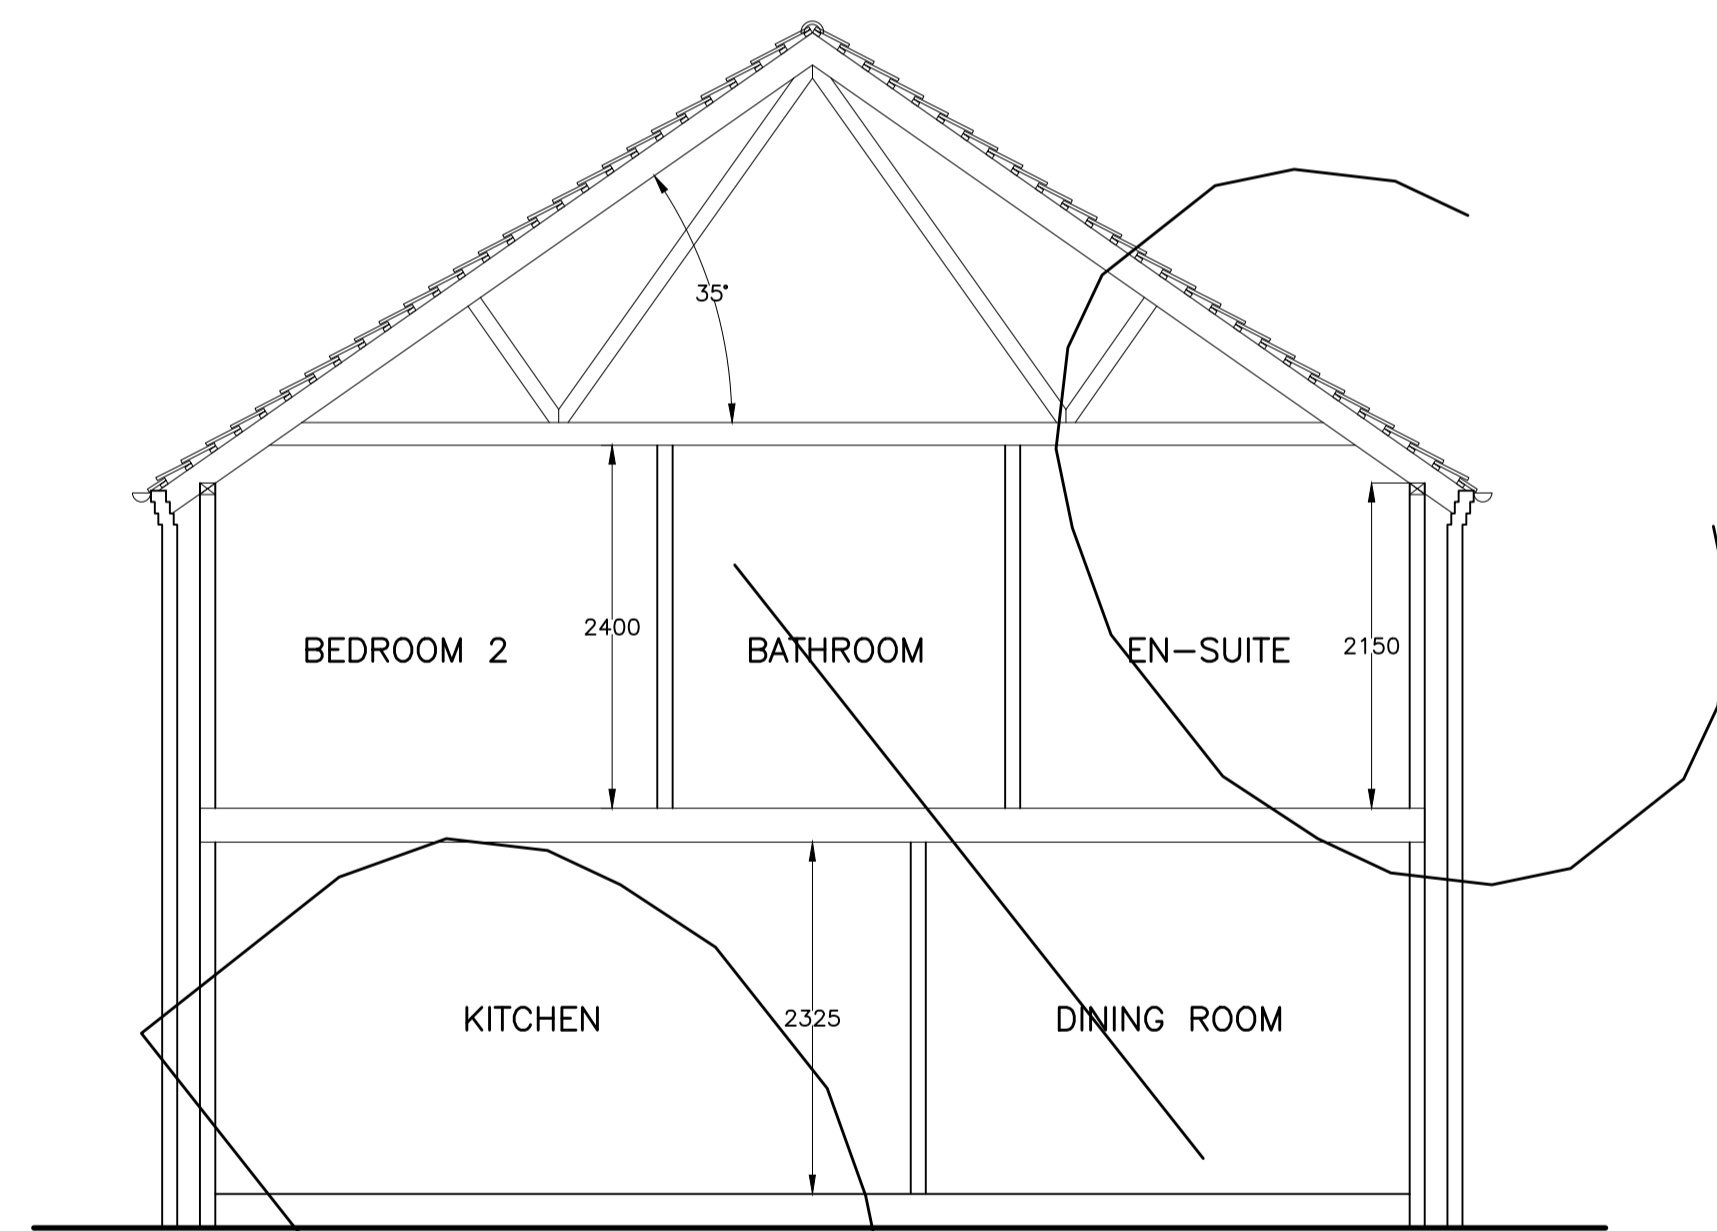 35°
2400
BEDROOM 2
BATHROOM
EN-SUITE
2150
KITCHEN
2325
DINING ROOM